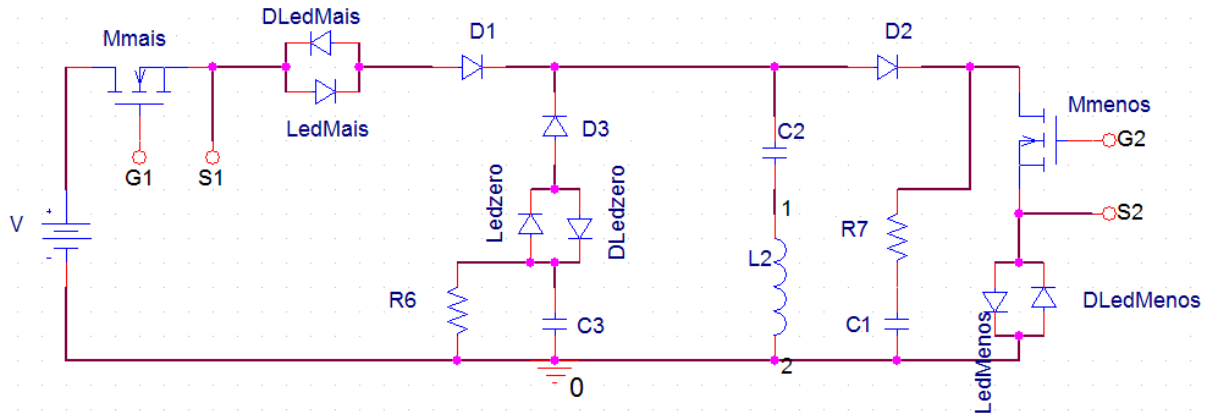 DLedMais
D1
D2
Mmais
Mmenos
LedMais
D3
C2
G1
S1
G2
+
V
-
Ledzero
DLedzero
1
S2
R7
L2
R6
C3
C1
LedMenos
DLedMenos
2
0